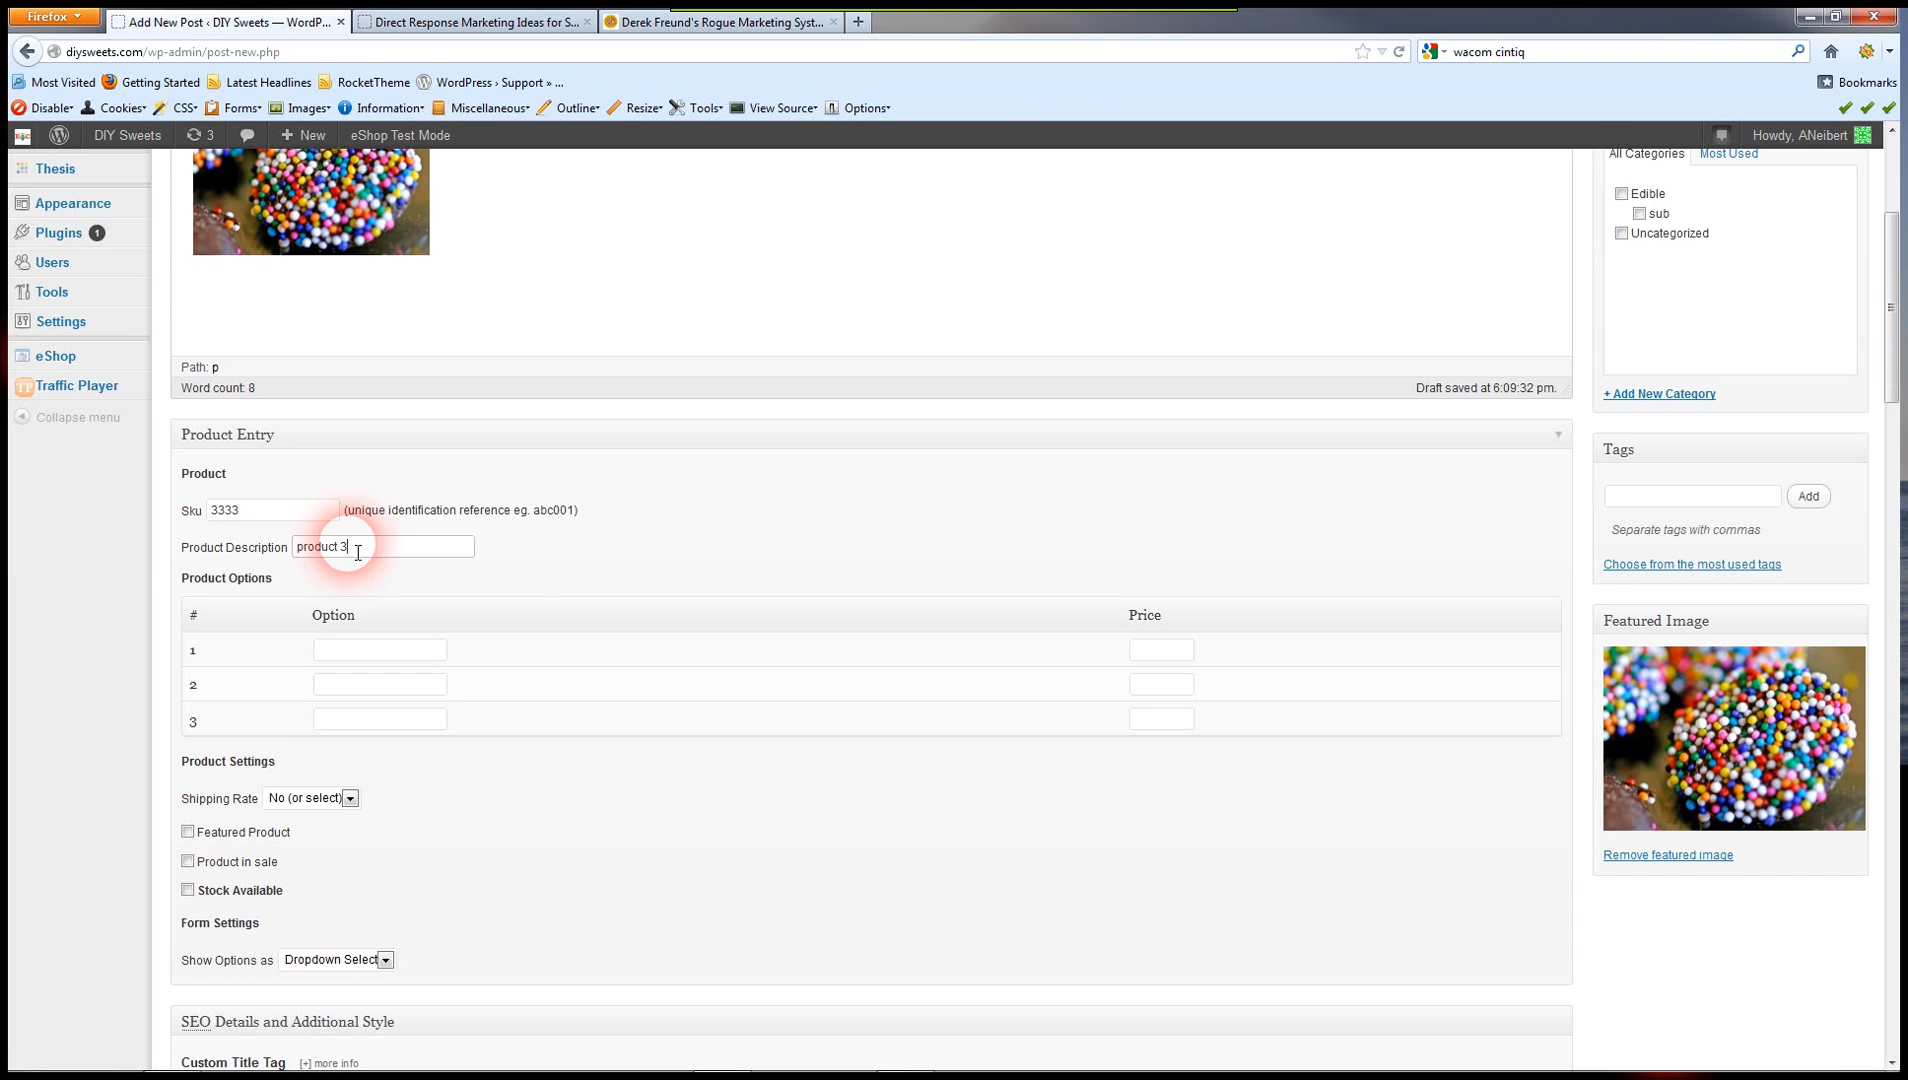 Firefox
Add New Post ‹ DIY Sweets — WordP...
Direct Response Marketing Ideas for S...
Derek Freund's Rogue Marketing Syst...
diysweets.com/wp-admin/post-new.php
wacom cintiq
Most Visited Getting Started Latest Headlines RocketTheme WordPress › Support » ...
Bookmarks
Disable Cookies CSS Forms Images Information Miscellaneous Outline Resize Tools View Source Options
DIY Sweets 3 New eShop Test Mode
Howdy, ANeibert
Thesis
Appearance
Plugins 1
Users
Tools
Settings
eShop
TP Traffic Player
Collapse menu
Path: p
Word count: 8
Draft saved at 6:09:32 pm.
Product Entry
Product
Sku 3333 (unique identification reference eg. abc001)
Product Description product 3
Product Options
# Option Price
1
2
3
Product Settings
Shipping Rate No (or select)
Featured Product
Product in sale
Stock Available
Form Settings
Show Options as Dropdown Select
SEO Details and Additional Style
Custom Title Tag [+] more info
All Categories Most Used
Edible
sub
Uncategorized
+ Add New Category
Tags
Add
Separate tags with commas
Choose from the most used tags
Featured Image
Remove featured image